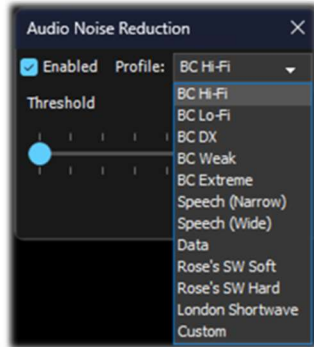 Audio Noise Reduction
Enabled Profile: BC Hi-Fi
Threshold
BC Hi-Fi
BC Lo-Fi
BC DX
BC Weak
BC Extreme
Speech (Narrow)
Speech (Wide)
Data
Rose's SW Soft
Rose's SW Hard
London Shortwave
Custom